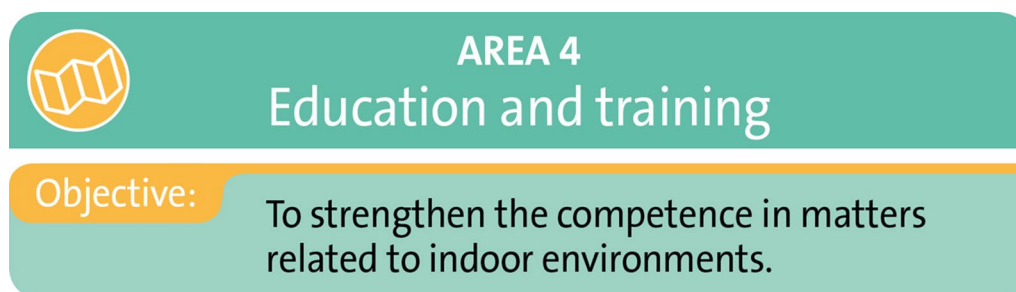 AREA 4
Education and training
Objective:
To strengthen the competence in matters
related to indoor environments.